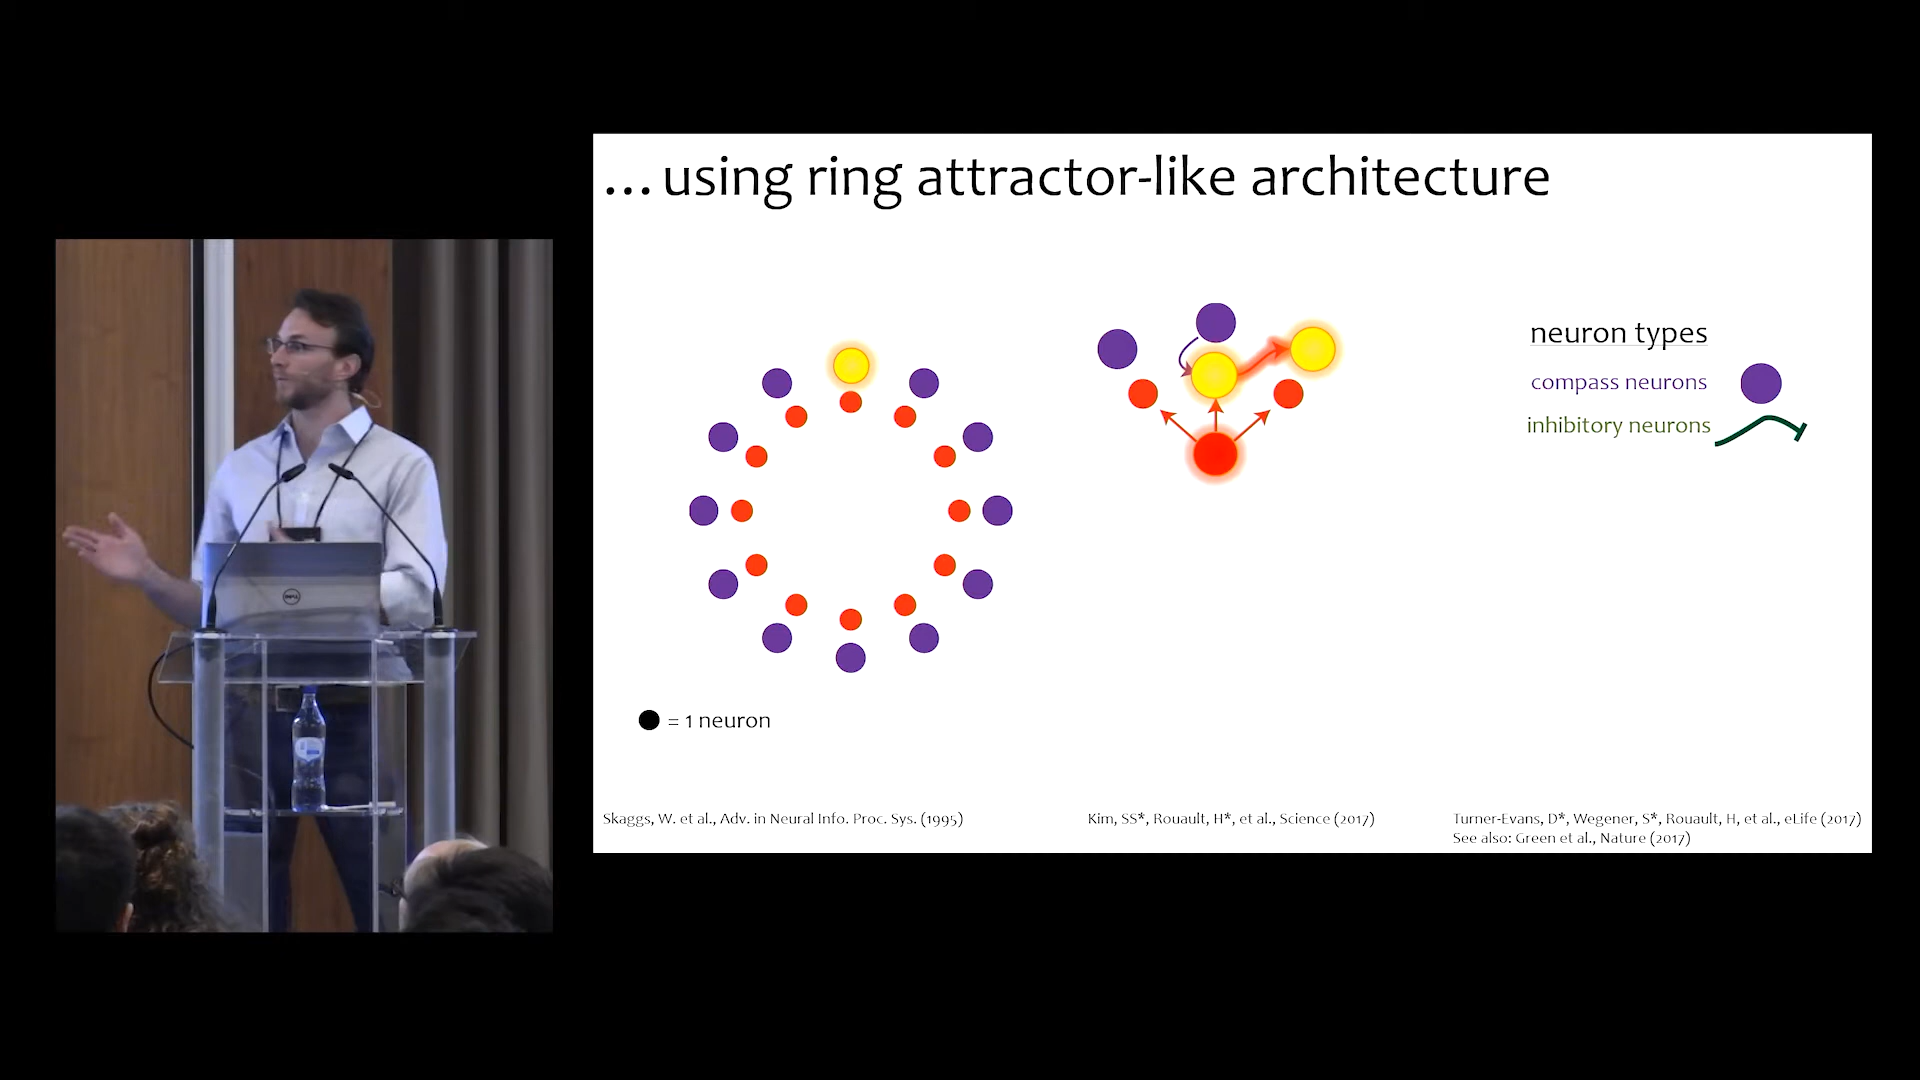 ...using ring attractor-like architecture
neuron types
compass neurons
inhibitory neurons
= 1 neuron
Skaggs, W. et al., Adv. in Neural Info. Proc. Sys. (1995)
Kim, SS*, Rouault, H*, et al., Science (2017)
Turner-Evans, D*, Wegener, S*, Rouault, H, et al., eLife (2017)
See also: Green et al., Nature (2017)
DELL